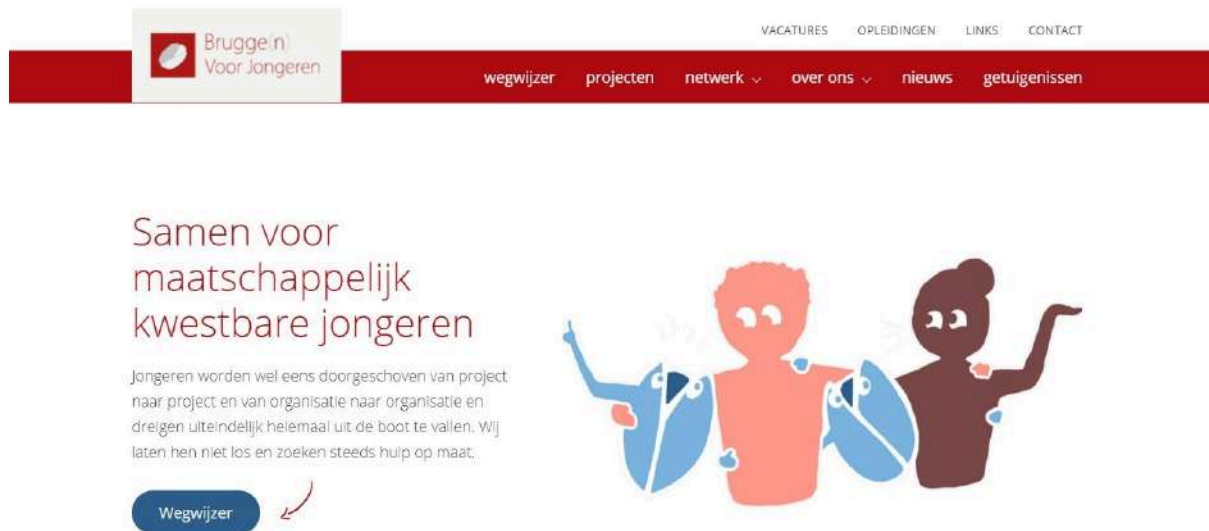 VACATURES OPLEIDINGEN LINKS CONTACT
Brugge(n)
Voor Jongeren
wegwijzer projecten netwerk over ons nieuws getuigenissen
Samen voor
maatschappelijk
kwestbare jongeren
Jongeren worden wel eens doorgeschoven van project
naar project en van organisatie naar organisatie en
dreigen uiteindelijk helemaal uit de boot te vallen. Wij
laten hen niet los en zoeken steeds hulp op maat.
Wegwijzer